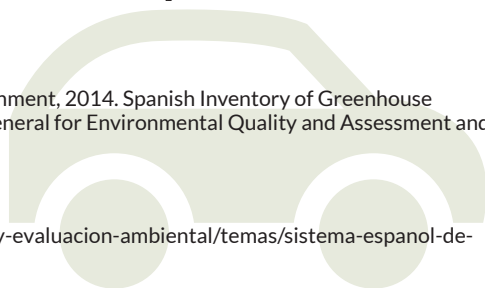 nment, 2014. Spanish Inventory of Greenhouse
eneral for Environmental Quality and Assessment and
y-evaluacion-ambiental/temas/sistema-espanol-de-